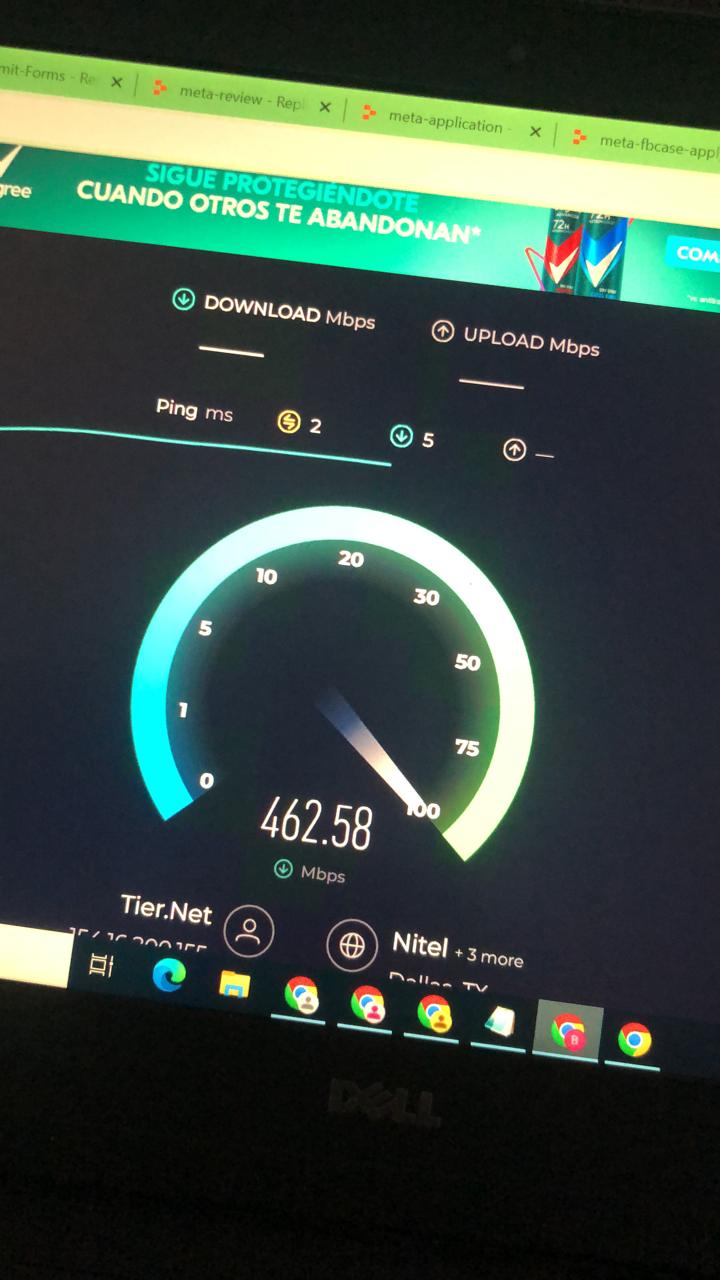 mit-Forms - Re
meta-review - Repl
meta-application -
meta-fbcase-appl
gree
SIGUE PROTEGIÉNDOTE
CUANDO OTROS TE ABANDONAN*
72H
72H
COM
DOWNLOAD Mbps
UPLOAD Mbps
Ping ms
2
5
—
0
1
5
10
20
30
50
75
100
462.58
Mbps
Tier.Net
Nitel + 3 more
Dallas, TX
B
DELL